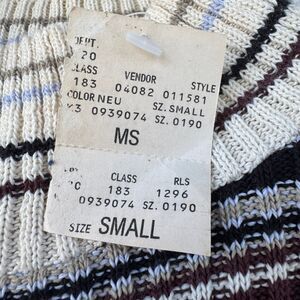 DEPT.
20
CLASS VENDOR STYLE
183 04082 011581
COLOR NEU SZ. SMALL
0939074 SZ. 0190
MS
CLASS RLS
183 1296
0939074 SZ. 0190
SIZE SMALL